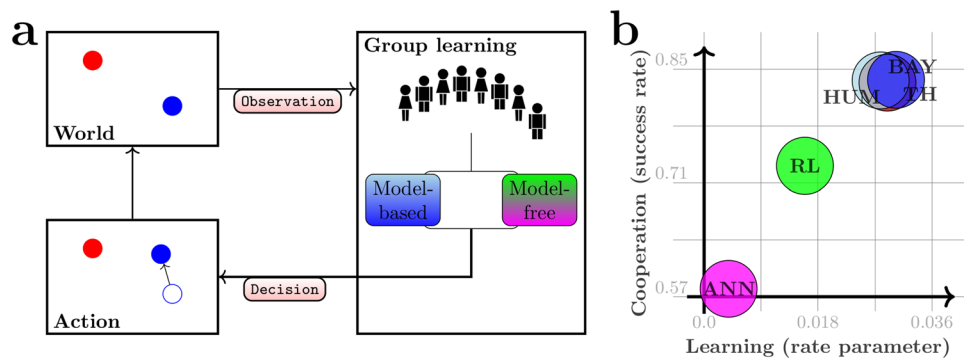 a
Group learning
World
Observation
Model-
based
Model-
free
Action
Decision
b
Cooperation (success rate)
0.85
0.71
0.57
BAY
HUM
TH
RL
ANN
0.0
0.018
0.036
Learning (rate parameter)